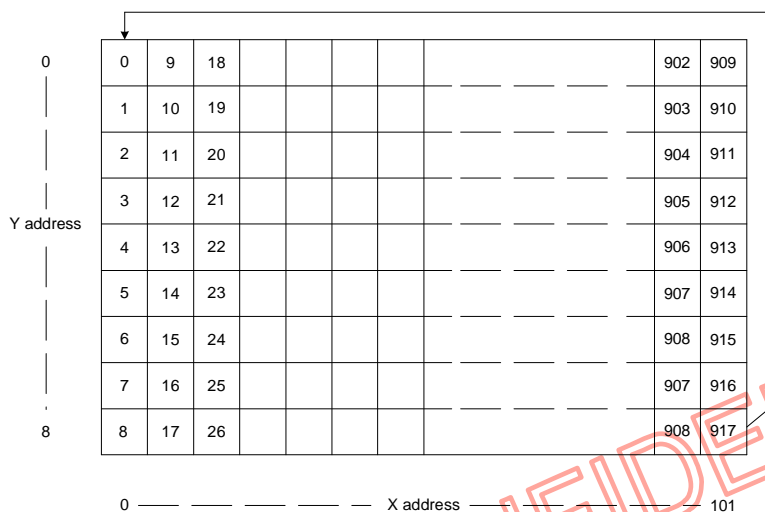 0 0 9 18 902 909
1 10 19 903 910
2 11 20 904 911
3 12 21 905 912
Y address
4 13 22 906 913
5 14 23 907 914
6 15 24 908 915
7 16 25 907 916
8 8 17 26 908 917
0 X address 101